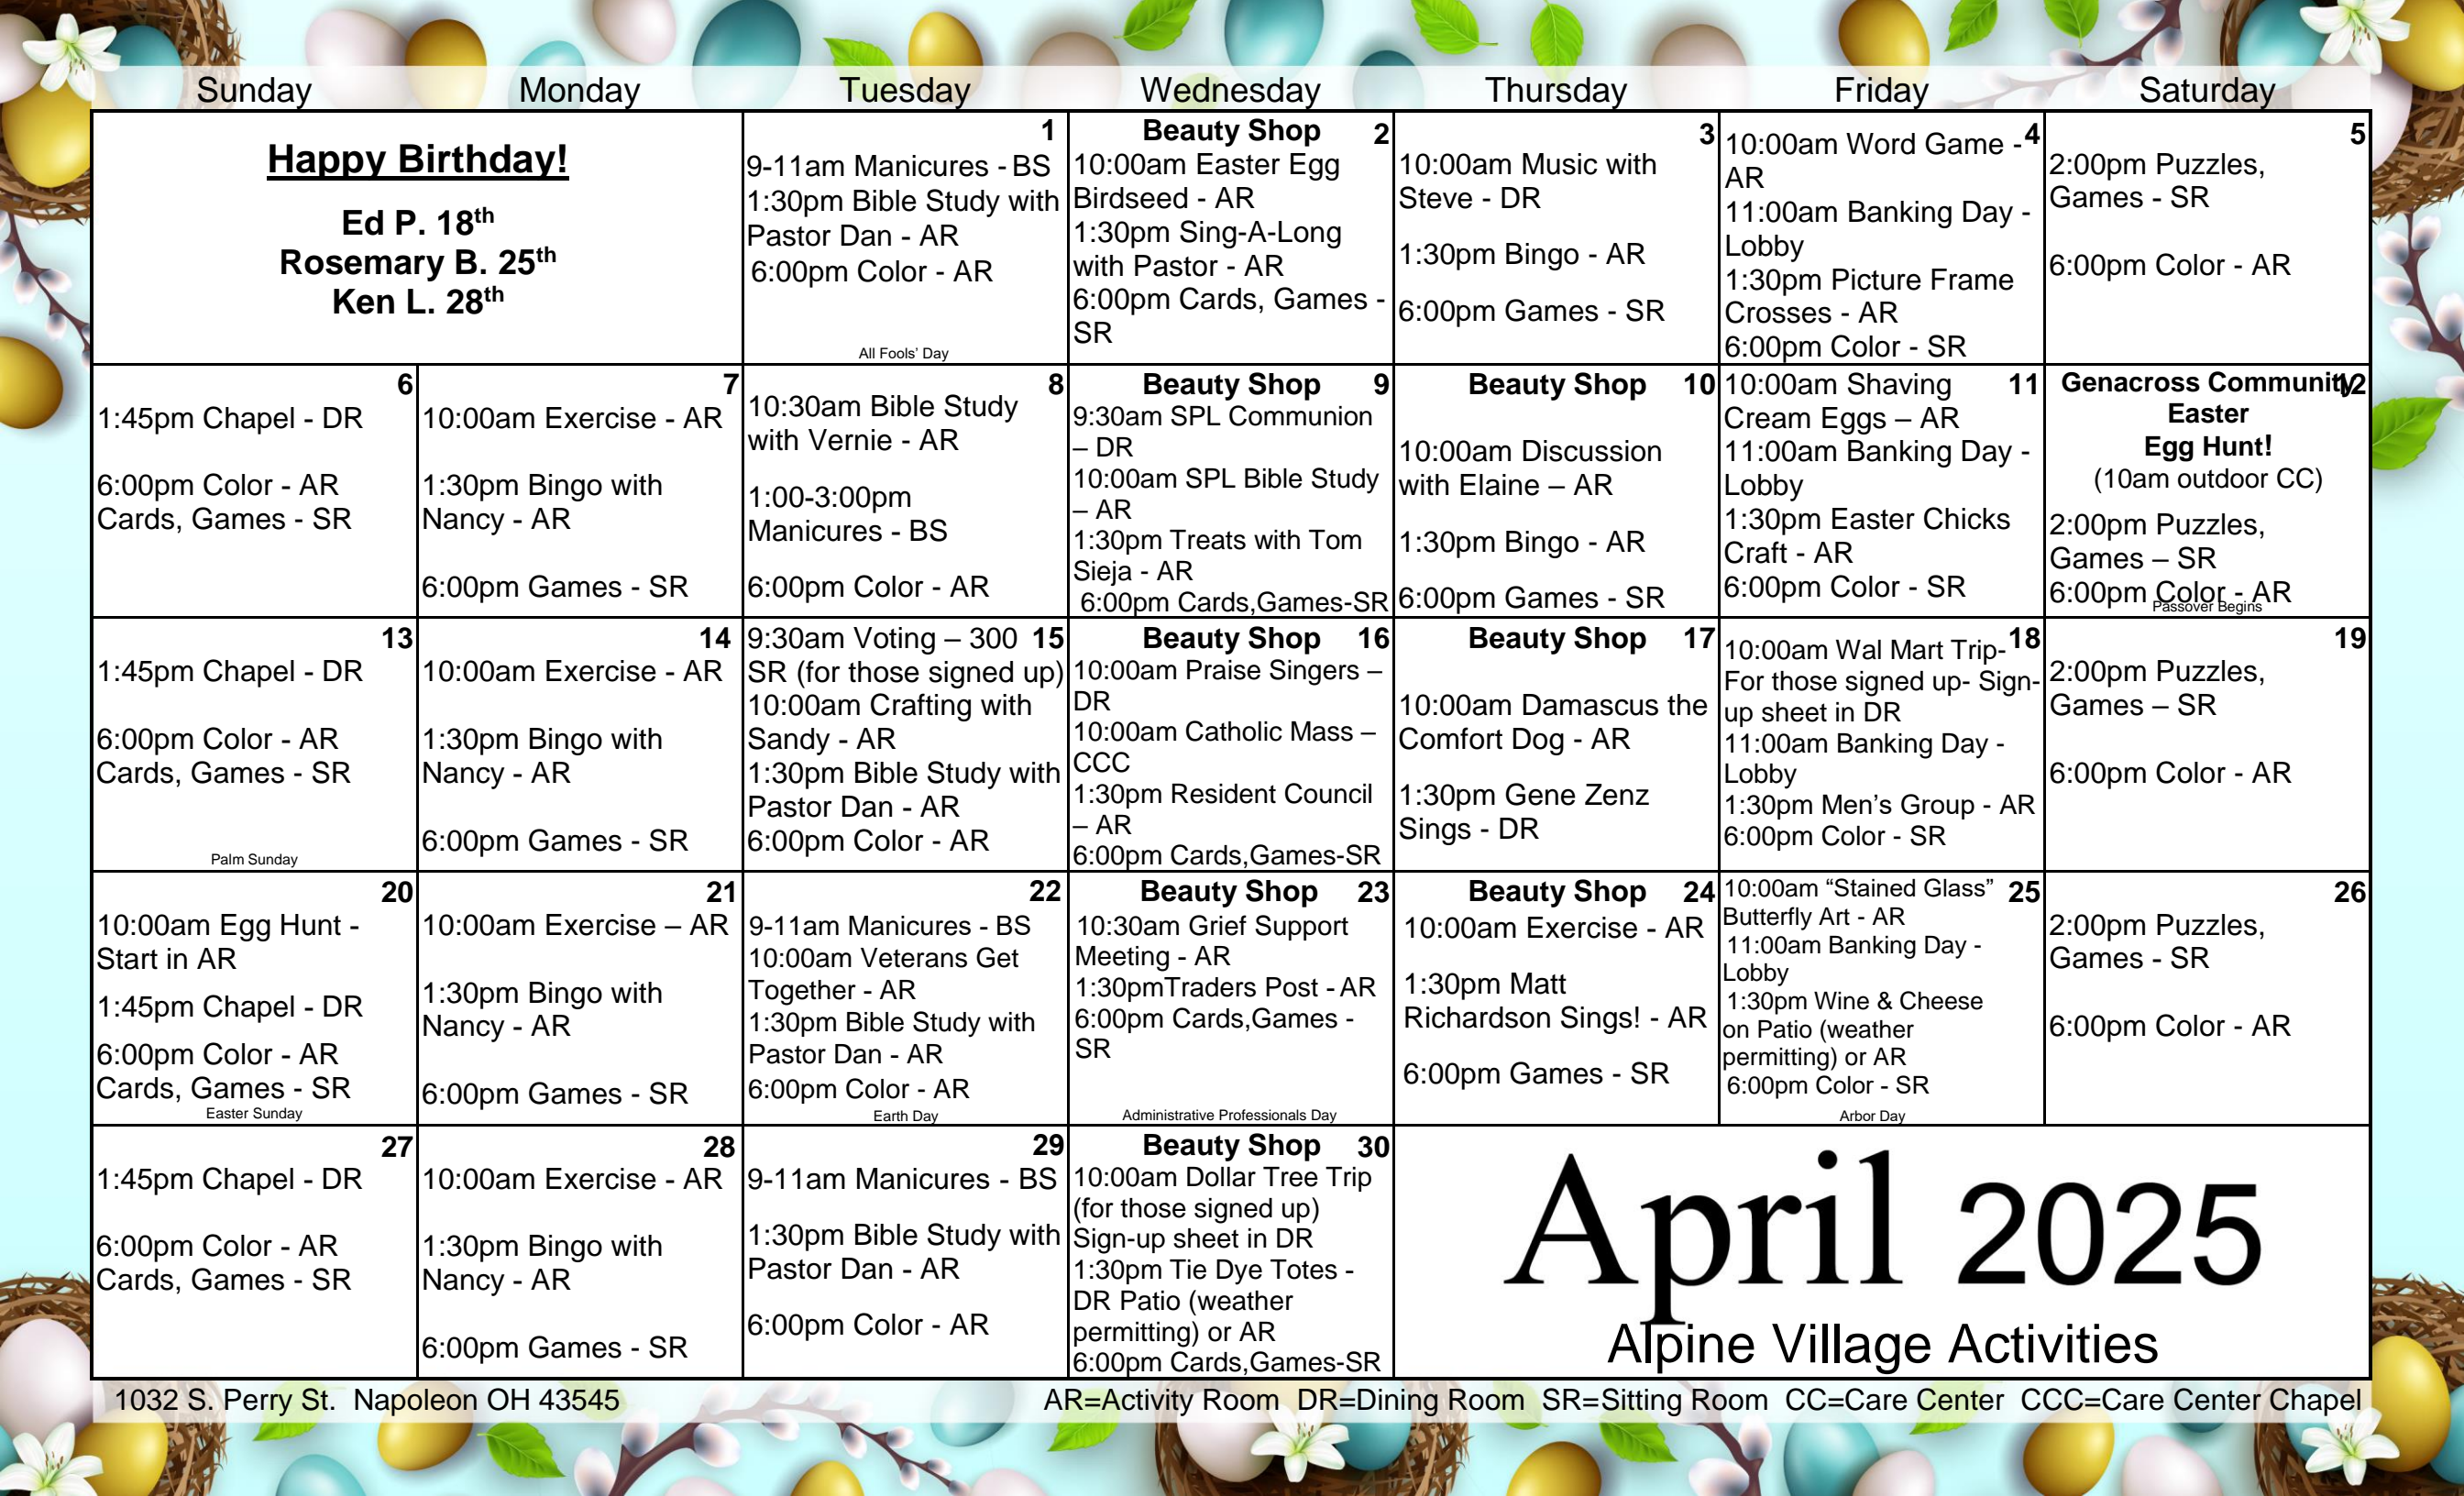 Sunday Monday Tuesday Wednesday Thursday Friday Saturday
Happy Birthday!
Ed P. 18th
Rosemary B. 25th
Ken L. 28th
1
9-11am Manicures - BS
1:30pm Bible Study with
Pastor Dan - AR
6:00pm Color - AR
All Fools' Day
Beauty Shop 2
10:00am Easter Egg
Birdseed - AR
1:30pm Sing-A-Long
with Pastor - AR
6:00pm Cards, Games -
SR
3
10:00am Music with
Steve - DR
1:30pm Bingo - AR
6:00pm Games - SR
10:00am Word Game - 4
AR
11:00am Banking Day -
Lobby
1:30pm Picture Frame
Crosses - AR
6:00pm Color - SR
5
2:00pm Puzzles,
Games - SR
6:00pm Color - AR
6
1:45pm Chapel - DR
6:00pm Color - AR
Cards, Games - SR
7
10:00am Exercise - AR
1:30pm Bingo with
Nancy - AR
6:00pm Games - SR
8
10:30am Bible Study
with Vernie - AR
1:00-3:00pm
Manicures - BS
6:00pm Color - AR
Beauty Shop 9
9:30am SPL Communion
– DR
10:00am SPL Bible Study
– AR
1:30pm Treats with Tom
Sieja - AR
6:00pm Cards,Games-SR
Beauty Shop 10
10:00am Discussion
with Elaine – AR
1:30pm Bingo - AR
6:00pm Games - SR
10:00am Shaving 11
Cream Eggs – AR
11:00am Banking Day -
Lobby
1:30pm Easter Chicks
Craft - AR
6:00pm Color - SR
Genacross Community 12
Easter
Egg Hunt!
(10am outdoor CC)
2:00pm Puzzles,
Games – SR
6:00pm Color - AR
Passover Begins
13
1:45pm Chapel - DR
6:00pm Color - AR
Cards, Games - SR
Palm Sunday
14
10:00am Exercise - AR
1:30pm Bingo with
Nancy - AR
6:00pm Games - SR
9:30am Voting – 300 15
SR (for those signed up)
10:00am Crafting with
Sandy - AR
1:30pm Bible Study with
Pastor Dan - AR
6:00pm Color - AR
Beauty Shop 16
10:00am Praise Singers –
DR
10:00am Catholic Mass –
CCC
1:30pm Resident Council
– AR
6:00pm Cards,Games-SR
Beauty Shop 17
10:00am Damascus the
Comfort Dog - AR
1:30pm Gene Zenz
Sings - DR
10:00am Wal Mart Trip- 18
For those signed up- Sign-
up sheet in DR
11:00am Banking Day -
Lobby
1:30pm Men's Group - AR
6:00pm Color - SR
19
2:00pm Puzzles,
Games – SR
6:00pm Color - AR
20
10:00am Egg Hunt -
Start in AR
1:45pm Chapel - DR
6:00pm Color - AR
Cards, Games - SR
Easter Sunday
21
10:00am Exercise – AR
1:30pm Bingo with
Nancy - AR
6:00pm Games - SR
22
9-11am Manicures - BS
10:00am Veterans Get
Together - AR
1:30pm Bible Study with
Pastor Dan - AR
6:00pm Color - AR
Earth Day
Beauty Shop 23
10:30am Grief Support
Meeting - AR
1:30pmTraders Post - AR
6:00pm Cards,Games -
SR
Administrative Professionals Day
Beauty Shop 24
10:00am Exercise - AR
1:30pm Matt
Richardson Sings! - AR
6:00pm Games - SR
10:00am “Stained Glass” 25
Butterfly Art - AR
11:00am Banking Day -
Lobby
1:30pm Wine & Cheese
on Patio (weather
permitting) or AR
6:00pm Color - SR
Arbor Day
26
2:00pm Puzzles,
Games - SR
6:00pm Color - AR
27
1:45pm Chapel - DR
6:00pm Color - AR
Cards, Games - SR
28
10:00am Exercise - AR
1:30pm Bingo with
Nancy - AR
6:00pm Games - SR
29
9-11am Manicures - BS
1:30pm Bible Study with
Pastor Dan - AR
6:00pm Color - AR
Beauty Shop 30
10:00am Dollar Tree Trip
(for those signed up)
Sign-up sheet in DR
1:30pm Tie Dye Totes -
DR Patio (weather
permitting) or AR
6:00pm Cards,Games-SR
April 2025
Alpine Village Activities
1032 S. Perry St. Napoleon OH 43545
AR=Activity Room DR=Dining Room SR=Sitting Room CC=Care Center CCC=Care Center Chapel